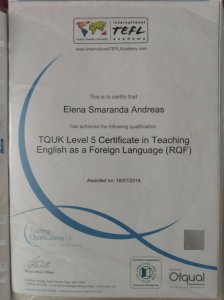 international
TEFL
Academy
www.InternationalTEFLAcademy.com
This is to certify that
Elena Smaranda Andreas
has achieved the following qualification
TQUK Level 5 Certificate in Teaching
English as a Foreign Language (RQF)
Awarded on: 18/01/2018
Training
Qualifications UK
Ofqual